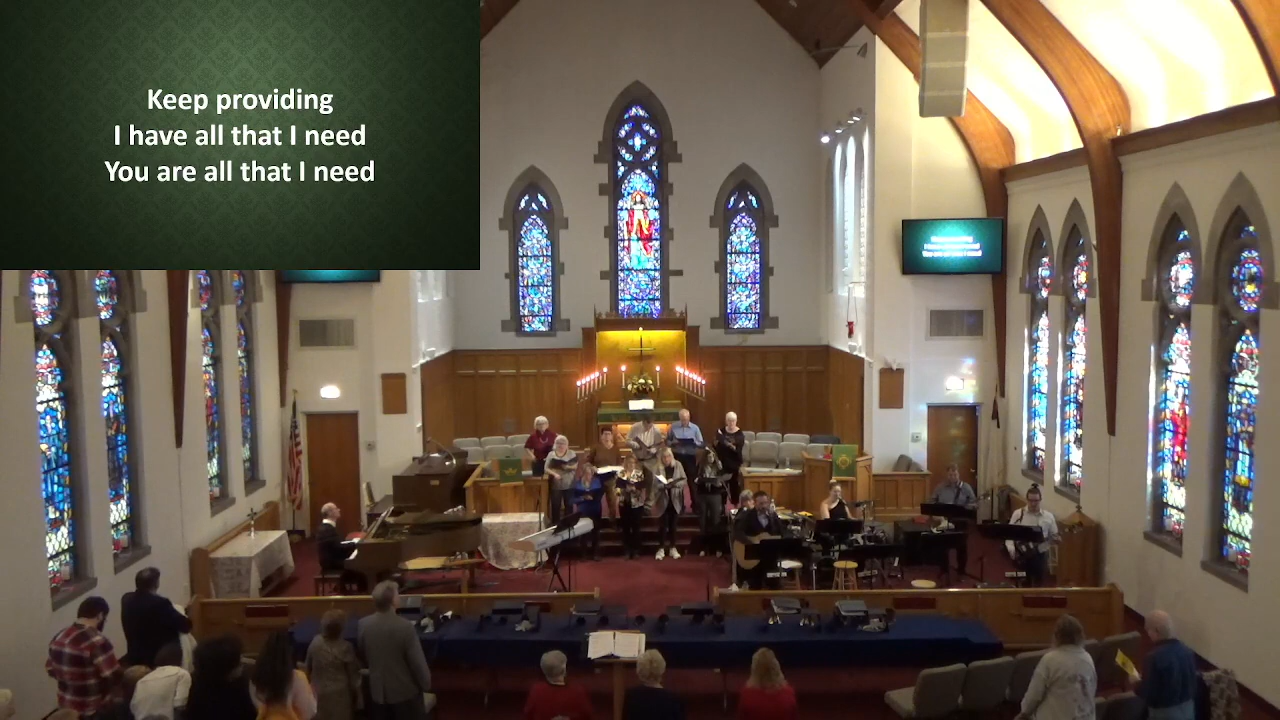 Keep providing
I have all that I need
You are all that I need